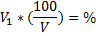 V₁ * (100/V) = %